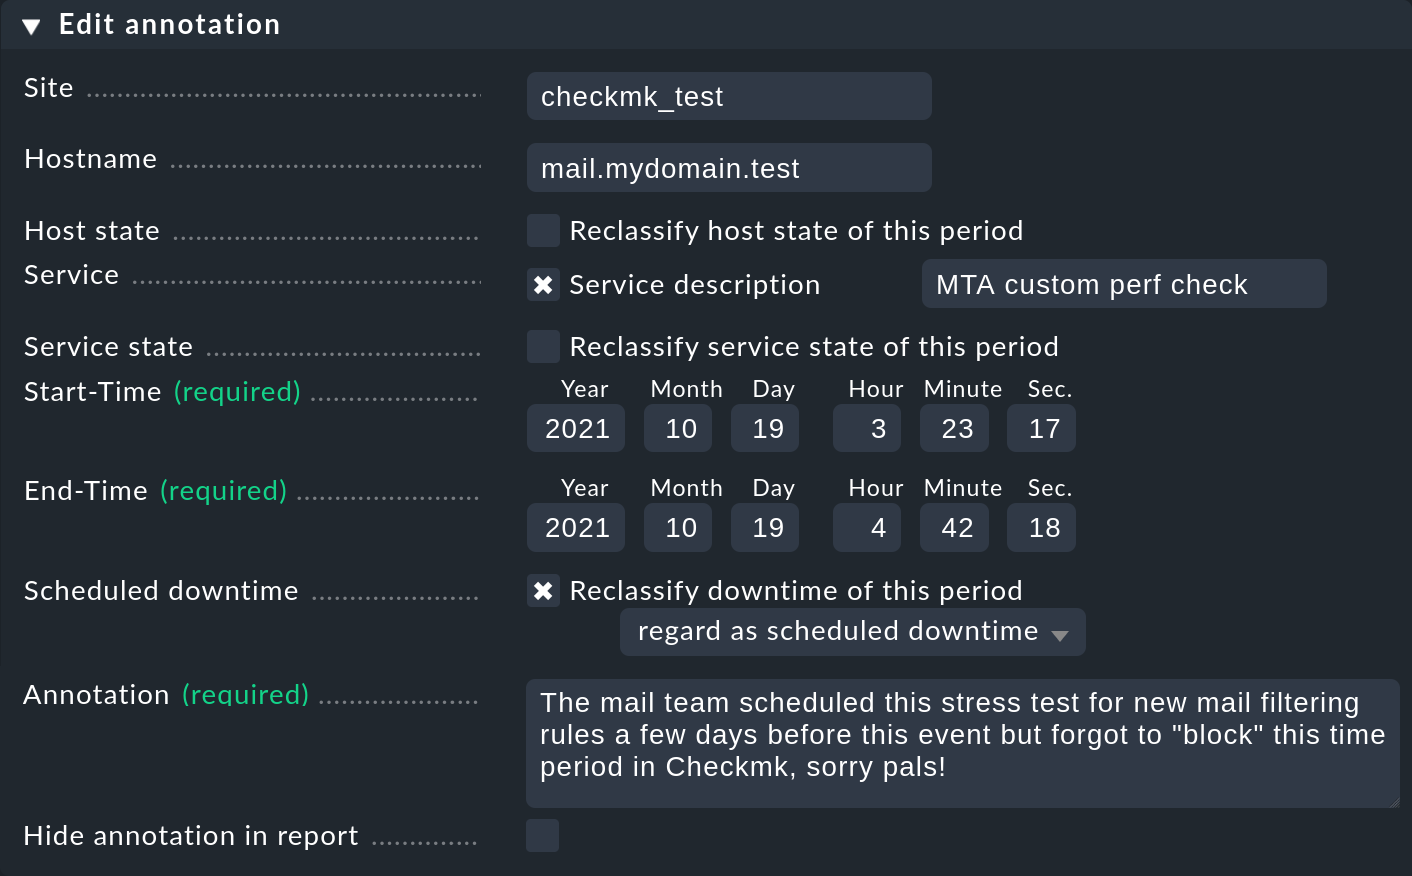 Edit annotation
Site checkmk_test
Hostname mail.mydomain.test
Host state Reclassify host state of this period
Service Service description MTA custom perf check
Service state Reclassify service state of this period
Year Month Day Hour Minute Sec.
Start-Time (required) 2021 10 19 3 23 17
Year Month Day Hour Minute Sec.
End-Time (required) 2021 10 19 4 42 18
Scheduled downtime Reclassify downtime of this period
regard as scheduled downtime
Annotation (required) The mail team scheduled this stress test for new mail filtering
rules a few days before this event but forgot to "block" this time
period in Checkmk, sorry pals!
Hide annotation in report